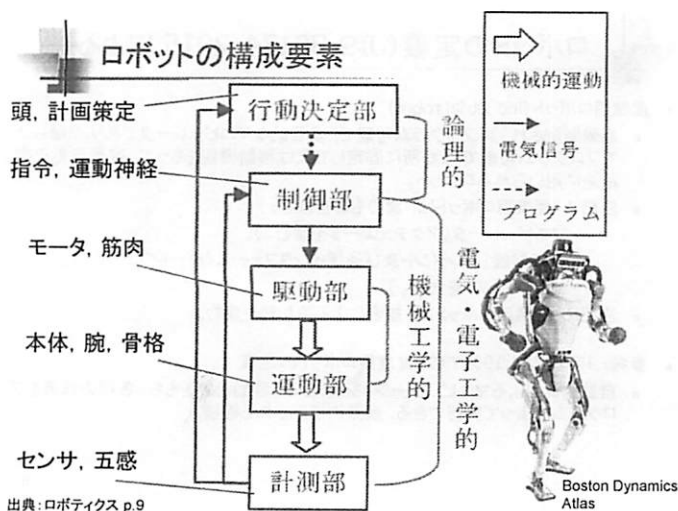 ロボットの構成要素
頭, 計画策定
行動決定部
指令, 運動神経
制御部
モータ, 筋肉
駆動部
本体, 腕, 骨格
運動部
センサ, 五感
計測部
論理的
機械工学的
電気・電子工学的
機械的運動
電気信号
プログラム
Boston Dynamics
Atlas
出典：ロボティクス p.9